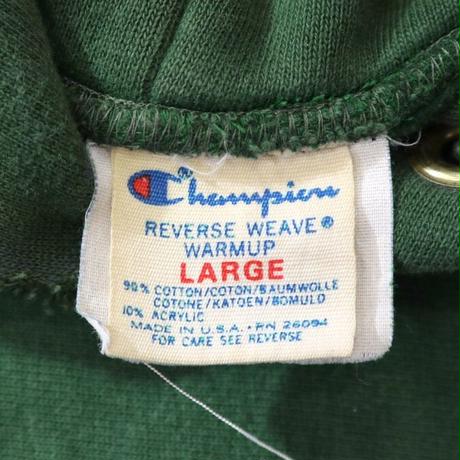 Champion
REVERSE WEAVE®
WARMUP
LARGE
90% COTTON/COTON/BAUMWOLLE
COTONE/KATOEN/BOMULD
10% ACRYLIC
MADE IN U.S.A. - RN 26094
FOR CARE SEE REVERSE